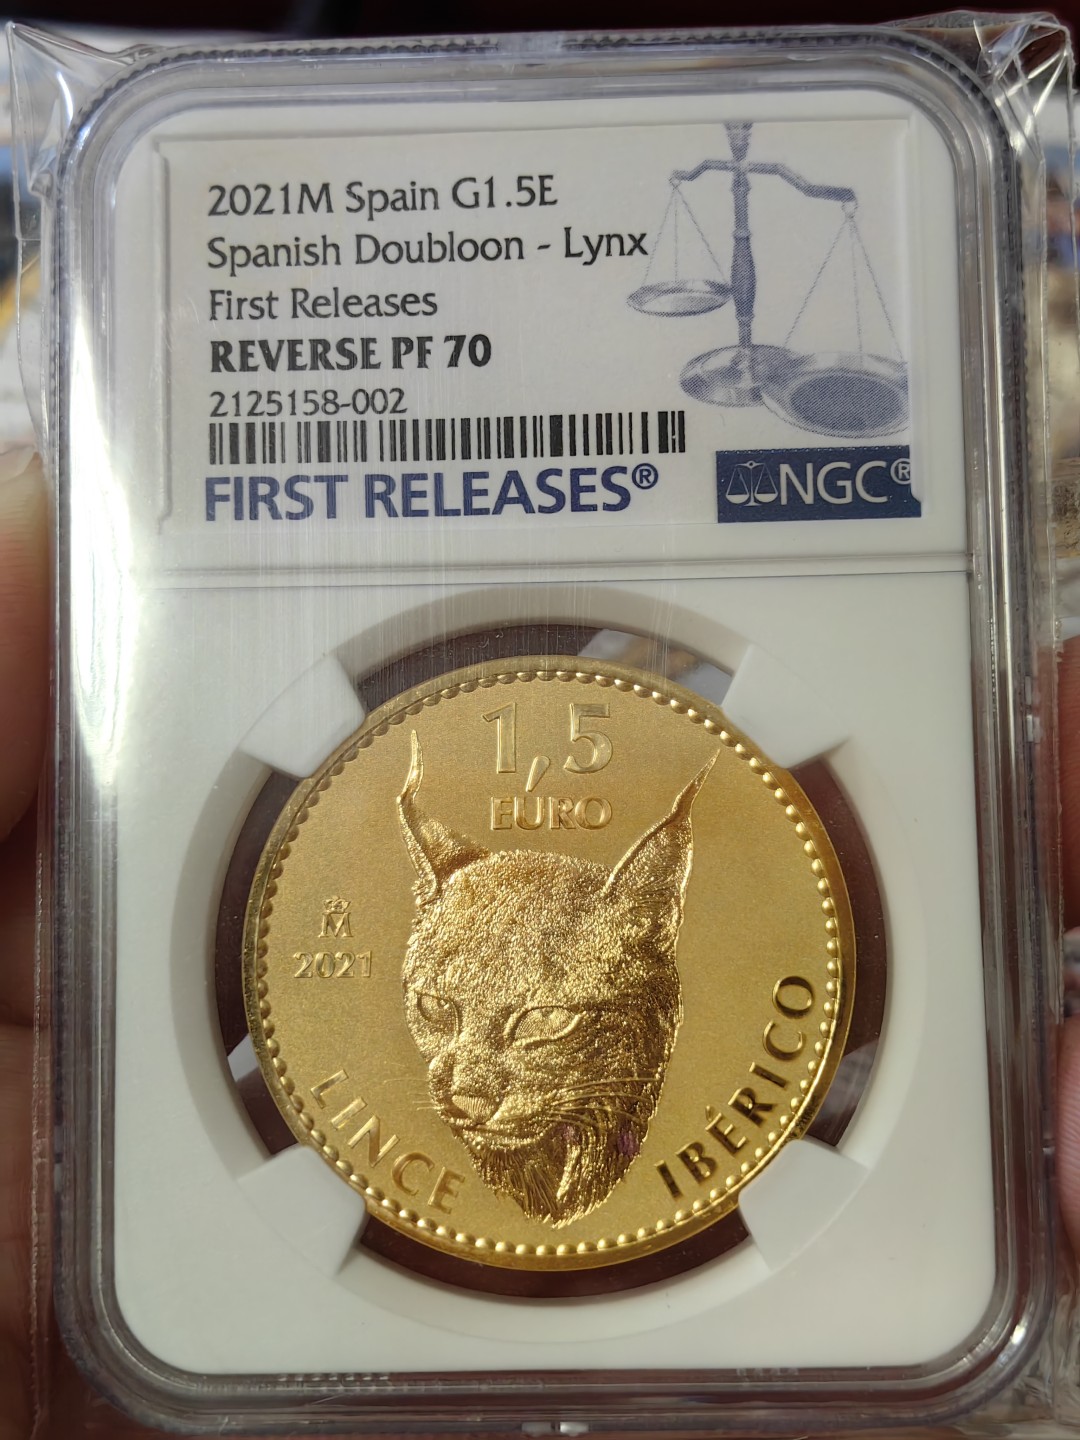 2021M Spain G1.5E
Spanish Doubloon - Lynx
First Releases
REVERSE PF 70
2125158-002
FIRST RELEASES®
NGC®
1,5
EURO
M
2021
LINCE
IBÉRICO